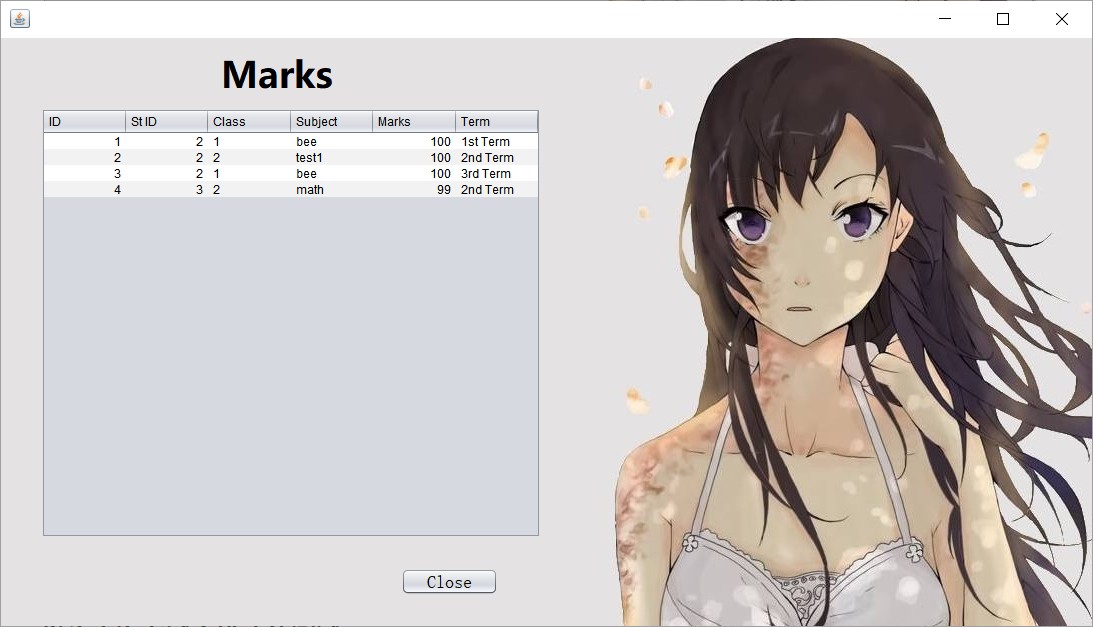 Marks
ID St ID Class Subject Marks Term
1 2 1 bee 100 1st Term
2 2 2 test1 100 2nd Term
3 2 1 bee 100 3rd Term
4 3 2 math 99 2nd Term
Close